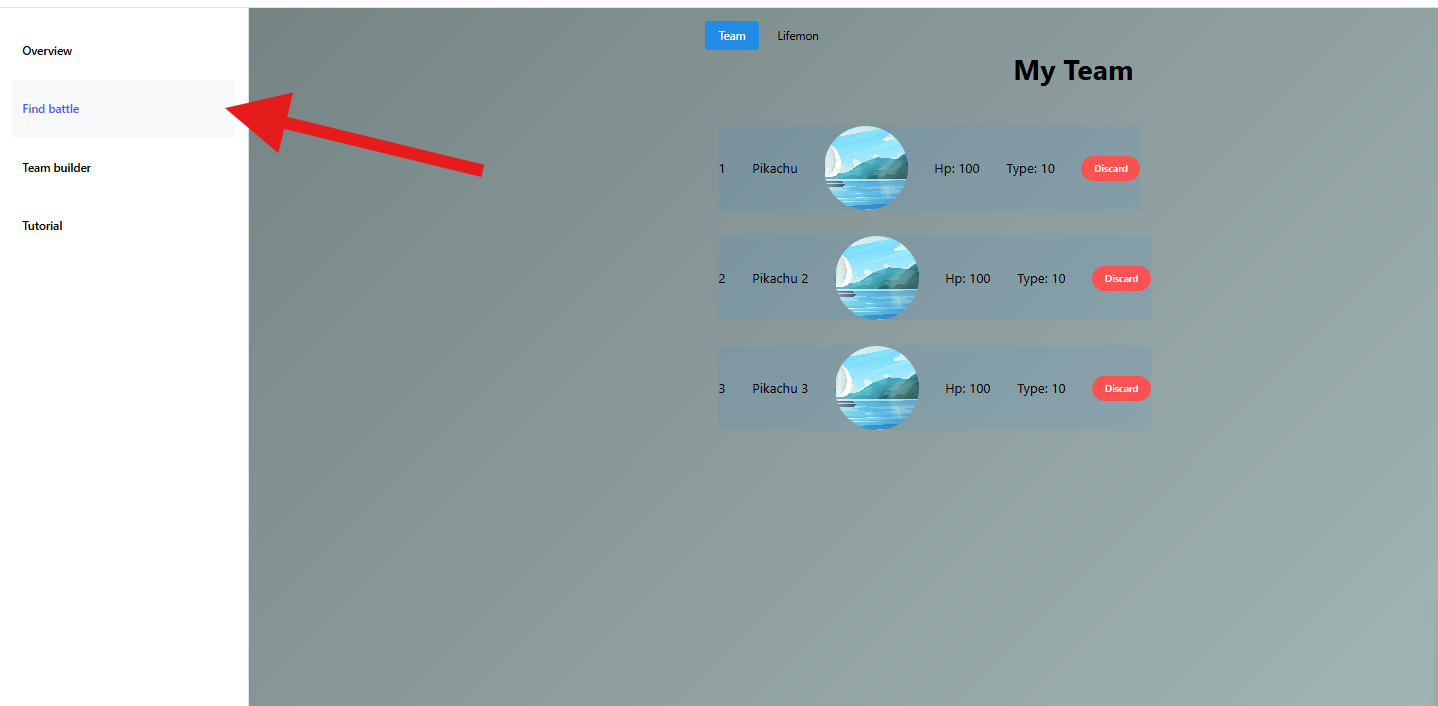 Overview
Find battle
Team builder
Tutorial
Team Lifemon
My Team
1 Pikachu Hp: 100 Type: 10 Discard
2 Pikachu 2 Hp: 100 Type: 10 Discard
3 Pikachu 3 Hp: 100 Type: 10 Discard